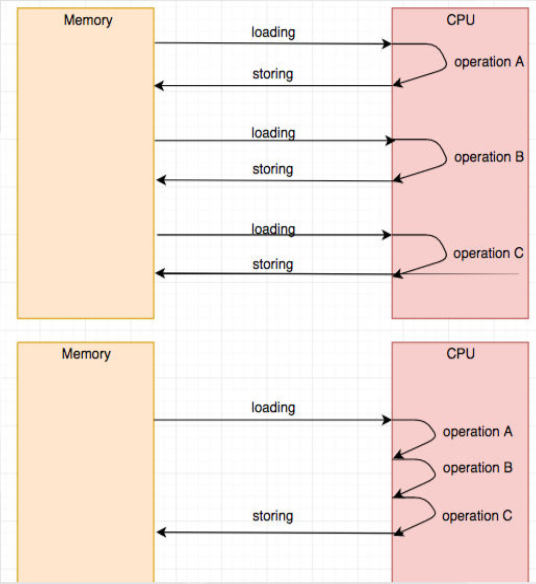 Memory
CPU
loading
operation A
storing
loading
operation B
storing
loading
operation C
storing
Memory
CPU
loading
operation A
operation B
storing
operation C